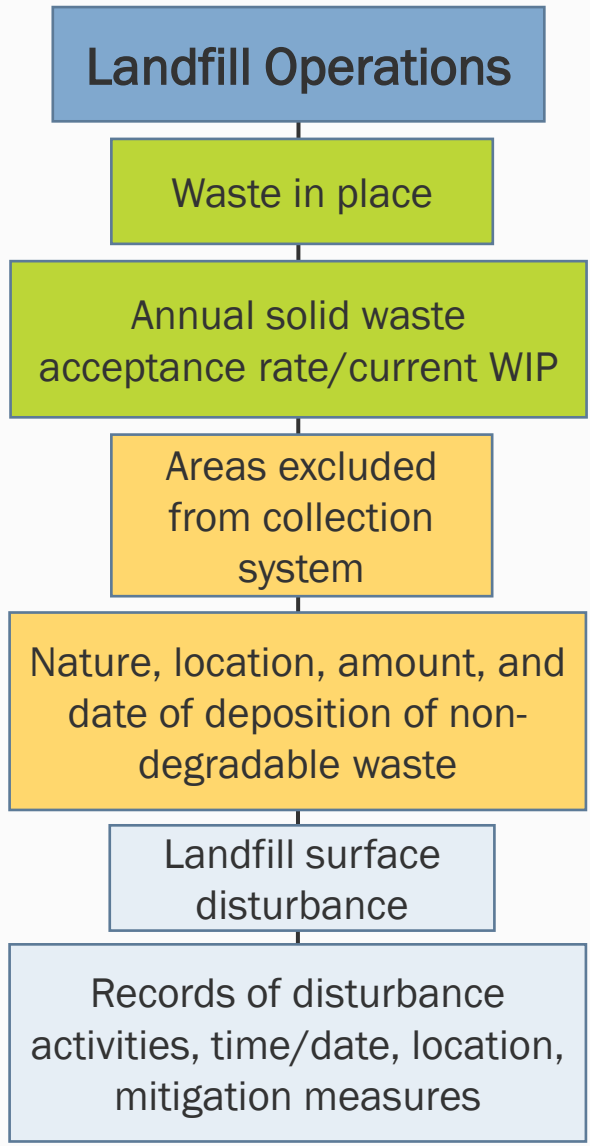 Landfill Operations
Waste in place
Annual solid waste
acceptance rate/current WIP
Areas excluded
from collection
system
Nature, location, amount, and
date of deposition of non-
degradable waste
Landfill surface
disturbance
Records of disturbance
activities, time/date, location,
mitigation measures